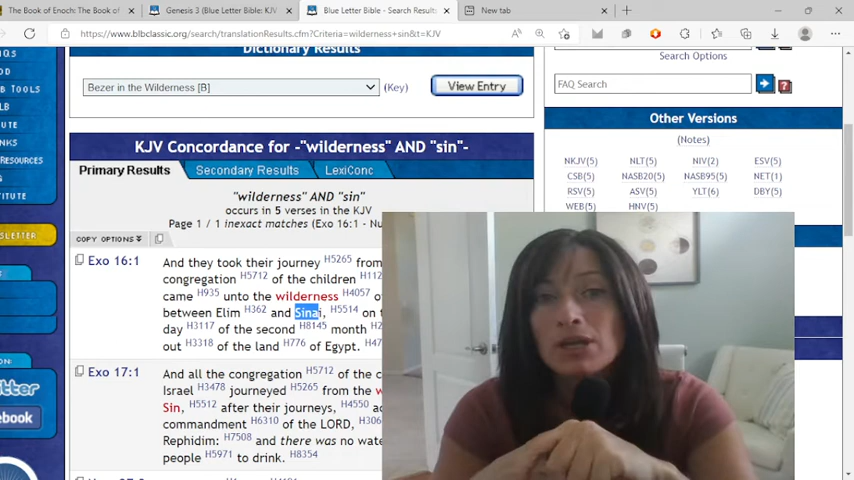 The Book of Enoch: The Book of
Genesis 3 (Blue Letter Bible: KJV
Blue Letter Bible - Search Results
New tab
https://www.blbclassic.org/search/translationResults.cfm?Criteria=wilderness+sin&t=KJV
Dictionary Results
Search Options
Bezer in the Wilderness [B]
(Key)
View Entry
FAQ Search
KJV Concordance for -"wilderness" AND "sin"-
Other Versions
(Notes)
Primary Results
Secondary Results
LexiConc
NKJV(5)
NLT(5)
NIV(2)
ESV(5)
CSB(5)
NASB20(5)
NASB95(5)
NET(1)
RSV(5)
ASV(5)
YLT(6)
DBY(5)
WEB(5)
HNV(5)
"wilderness" AND "sin"
occurs in 5 verses in the KJV
Page 1 / 1 inexact matches (Exo 16:1 - Nu
COPY OPTIONS
Exo 16:1
And they took their journey H5265 from
congregation H5712 of the children H112
came H935 unto the wilderness H4057 o
between Elim H362 and Sinai, H5514 on t
day H3117 of the second H8145 month H2
out H3318 of the land H776 of Egypt. H47
Exo 17:1
And all the congregation H5712 of the c
Israel H3478 journeyed H5265 from the w
Sin, H5512 after their journeys, H4550 ac
commandment H6310 of the LORD, H306
Rephidim: H7508 and there was no wate
people H5971 to drink. H8354
B TOOLS
LB
UTE
NKS
RESOURCES
TITUTE
SLETTER
ON:
itter
ebook